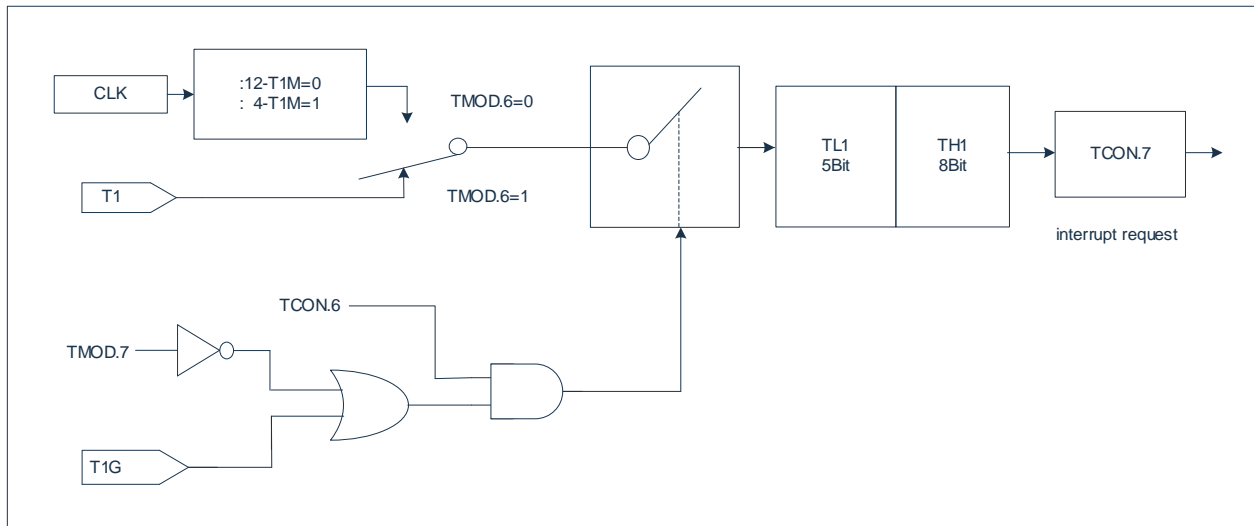 CLK
:12-T1M=0
: 4-T1M=1
TMOD.6=0
TL1
5Bit
TH1
8Bit
TCON.7
T1
TMOD.6=1
interrupt request
TCON.6
TMOD.7
T1G